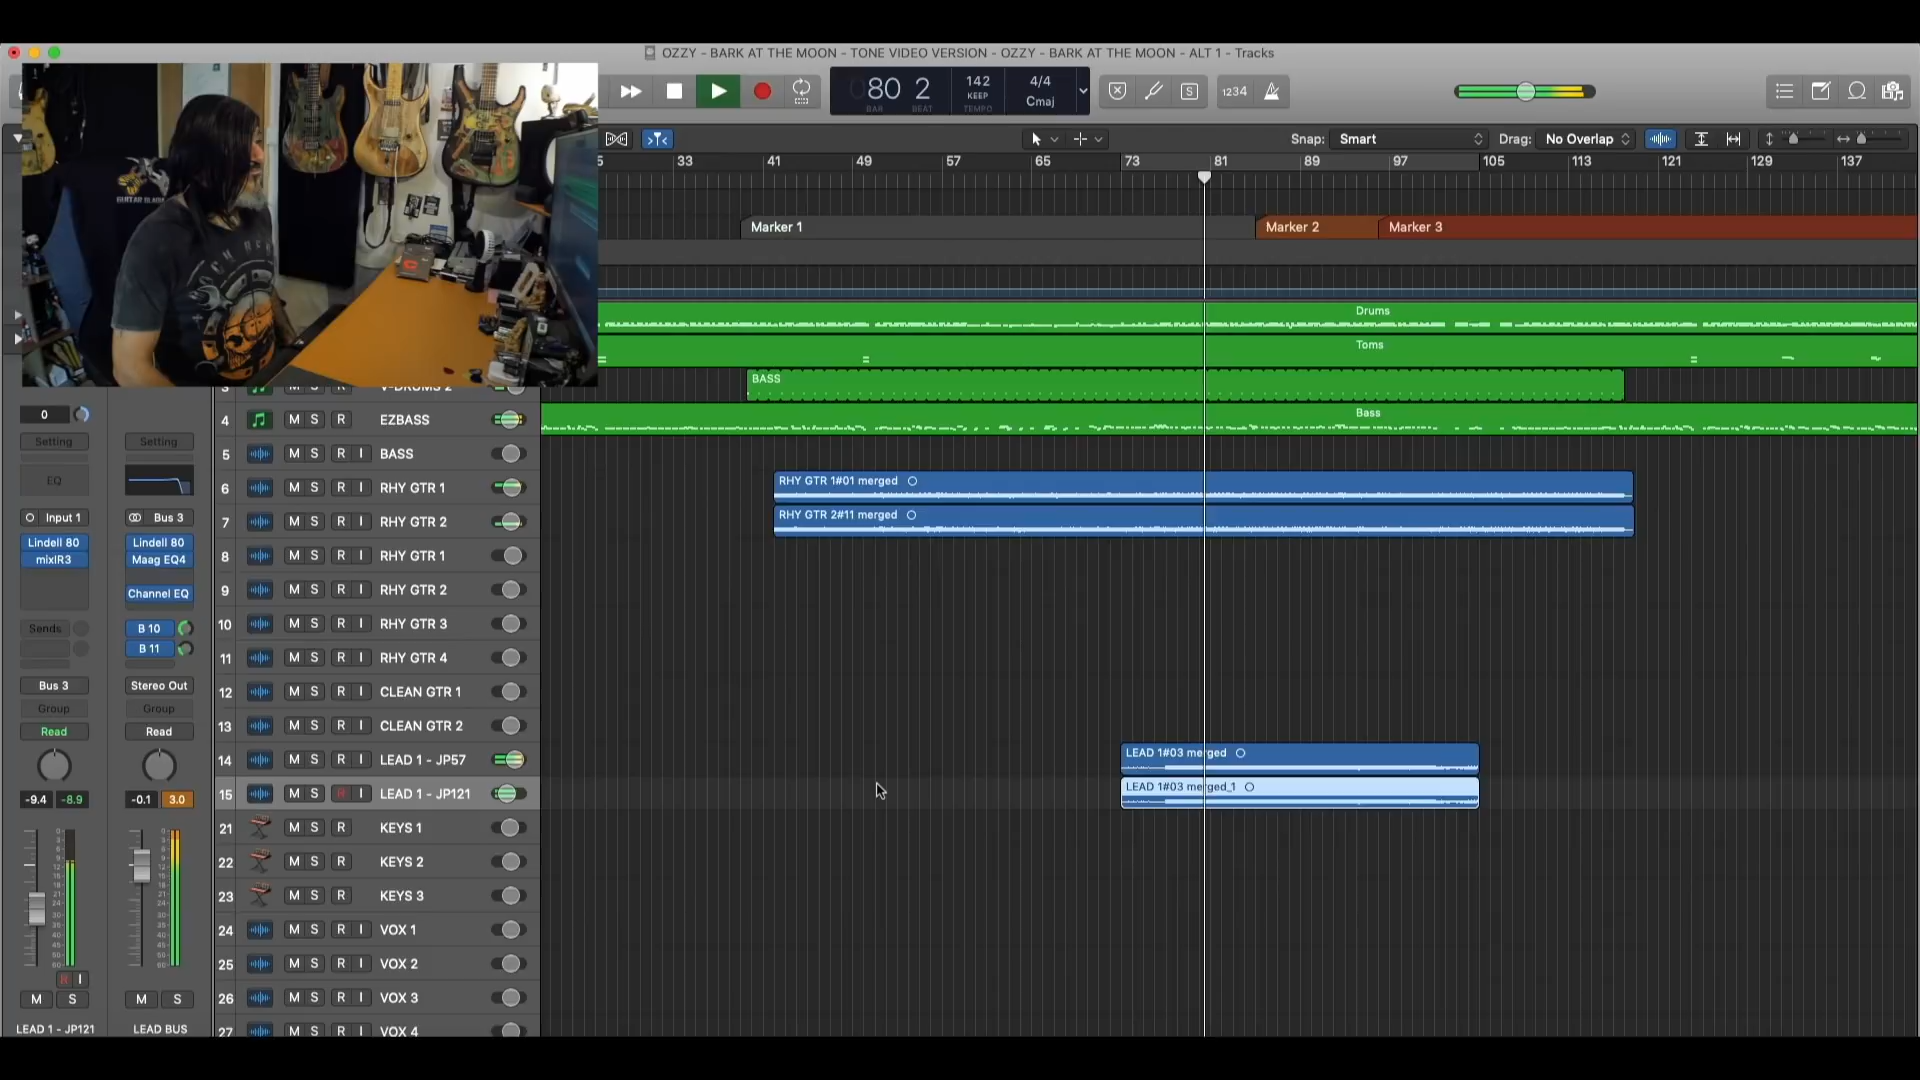 OZZY - BARK AT THE MOON - TONE VIDEO VERSION - OZZY - BARK AT THE MOON - ALT 1 - Tracks
80 2
BAR BEAT
142
KEEP
TEMPO
4/4
Cmaj
S
1234
Snap: Smart
Drag: No Overlap
33 41 49 57 65 73 81 89 97 105 113 121 129 137
Marker 1
Marker 2
Marker 3
Drums
Toms
BASS
Bass
4 M S R EZBASS
5 M S R I BASS
6 M S R I RHY GTR 1
RHY GTR 1#01 merged
7 M S R I RHY GTR 2
RHY GTR 2#11 merged
8 M S R I RHY GTR 1
9 M S R I RHY GTR 2
10 M S R I RHY GTR 3
11 M S R I RHY GTR 4
12 M S R I CLEAN GTR 1
13 M S R I CLEAN GTR 2
14 M S R I LEAD 1 - JP57
LEAD 1#03 merged
15 M S R I LEAD 1 - JP121
LEAD 1#03 merged_1
21 M S R KEYS 1
22 M S R KEYS 2
23 M S R KEYS 3
24 M S R I VOX 1
25 M S R I VOX 2
26 M S R I VOX 3
27 M S R I VOX 4
0
Setting Setting
EQ
Input 1 Bus 3
Lindell 80 Lindell 80
mixIR3 Maag EQ4
Channel EQ
Sends B 10
B 11
Bus 3 Stereo Out
Group Group
Read Read
-9.4 -8.9 -0.1 3.0
R I
M S M S
LEAD 1 - JP121 LEAD BUS